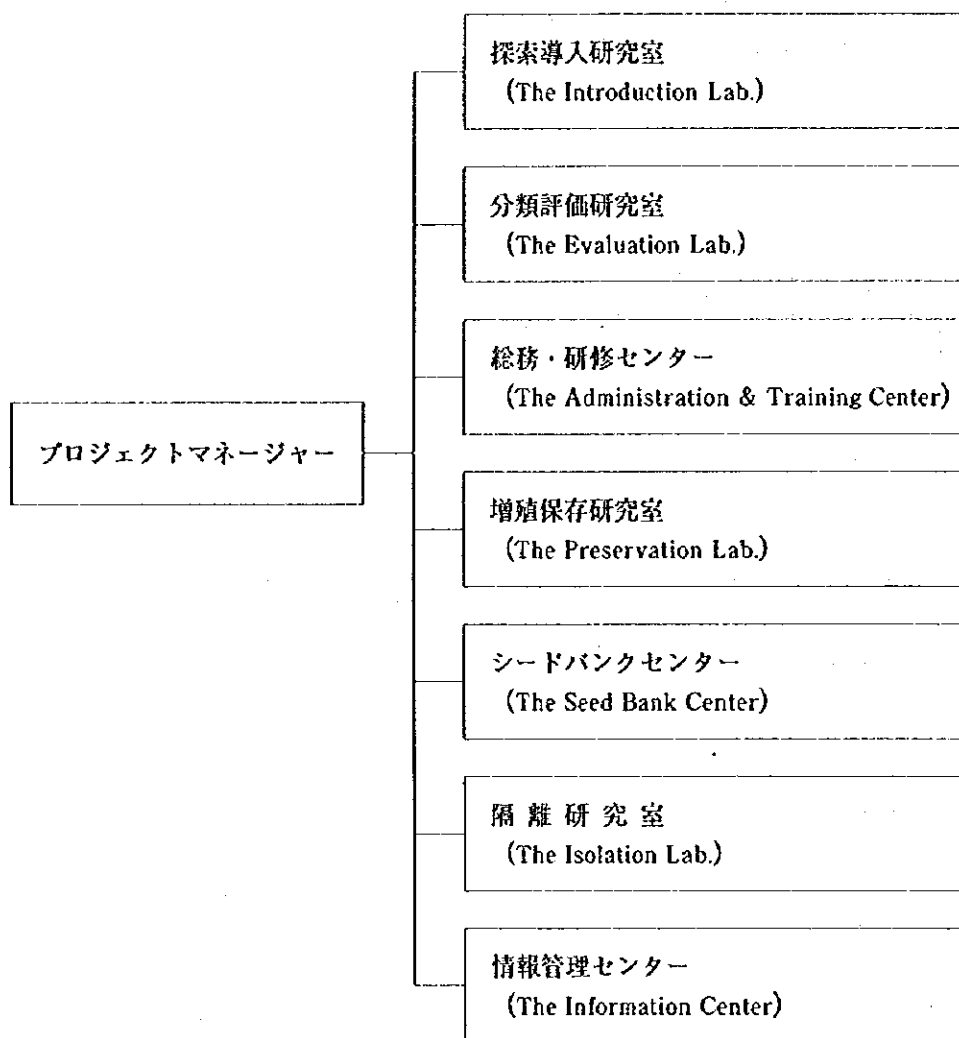 探索導入研究室
(The Introduction Lab.)
分類評価研究室
(The Evaluation Lab.)
総務・研修センター
(The Administration & Training Center)
プロジェクトマネージャー
増殖保存研究室
(The Preservation Lab.)
シードバンクセンター
(The Seed Bank Center)
隔離研究室
(The Isolation Lab.)
情報管理センター
(The Information Center)